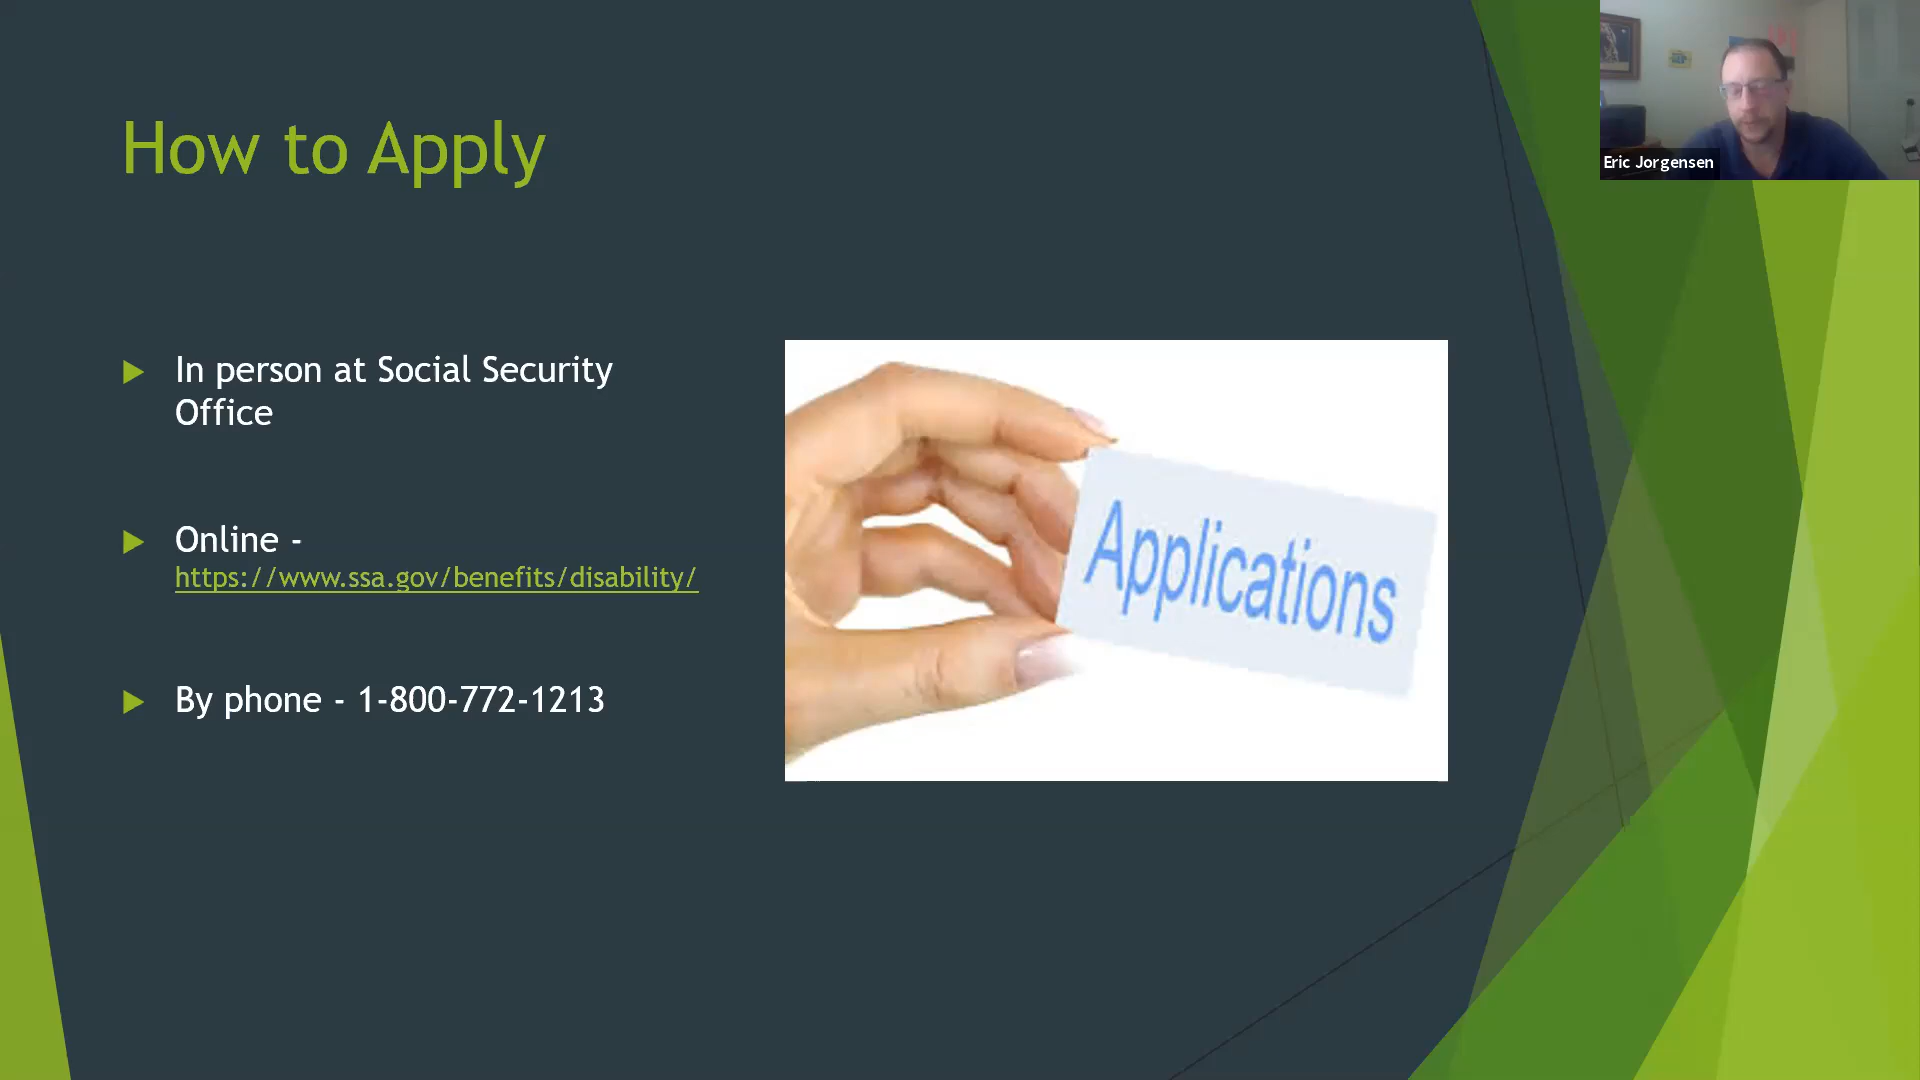 How to Apply
In person at Social Security
Office
Online -
https://www.ssa.gov/benefits/disability/
By phone - 1-800-772-1213
Applications
Eric Jorgensen